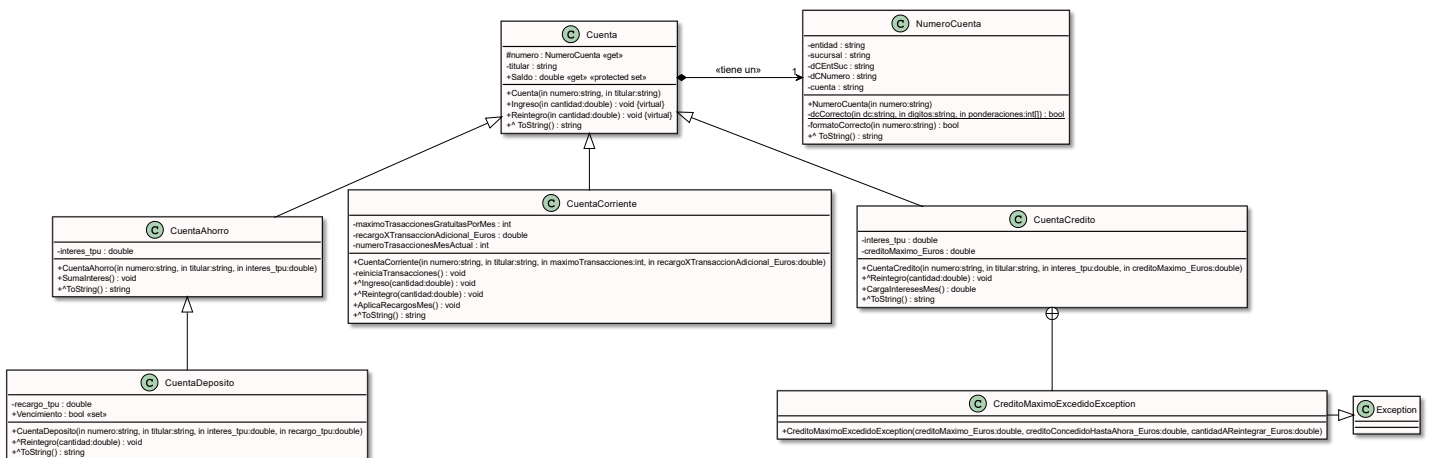 C Cuenta
#numero : NumeroCuenta «get»
-titular : string
+Saldo : double «get» «protected set»
+Cuenta(in numero:string, in titular:string)
+Ingreso(in cantidad:double) : void {virtual}
+Reintegro(in cantidad:double) : void {virtual}
+^ ToString() : string
«tiene un»
1
C NumeroCuenta
-entidad : string
-sucursal : string
-dCEntSuc : string
-dCNumero : string
-cuenta : string
+NumeroCuenta(in numero:string)
-dcCorrecto(in dc:string, in digitos:string, in ponderaciones:int[]) : bool
-formatoCorrecto(in numero:string) : bool
+^ ToString() : string
C CuentaAhorro
-interes_tpu : double
+CuentaAhorro(in numero:string, in titular:string, in interes_tpu:double)
+SumaInteres() : void
+^ToString() : string
C CuentaCorriente
-maximoTrasaccionesGratuitasPorMes : int
-recargoXTransaccionAdicional_Euros : double
-numeroTrasaccionesMesActual : int
+CuentaCorriente(in numero:string, in titular:string, in maximoTransacciones:int, in recargoXTransaccionAdicional_Euros:double)
-reiniciaTransacciones() : void
+^Ingreso(cantidad:double) : void
+^Reintegro(cantidad:double) : void
+AplicaRecargosMes() : void
+^ToString() : string
C CuentaCredito
-interes_tpu : double
-creditoMaximo_Euros : double
+CuentaCredito(in numero:string, in titular:string, in interes_tpu:double, in creditoMaximo_Euros:double)
+^Reintegro(cantidad:double) : void
+CargaInteresesMes() : double
+^ToString() : string
C CuentaDeposito
-recargo_tpu : double
+Vencimiento : bool «set»
+CuentaDeposito(in numero:string, in titular:string, in interes_tpu:double, in recargo_tpu:double)
+^Reintegro(cantidad:double) : void
+^ToString() : string
C CreditoMaximoExcedidoException
+CreditoMaximoExcedidoException(creditoMaximo_Euros:double, creditoConcedidoHastaAhora_Euros:double, cantidadAReintegrar_Euros:double)
C Exception